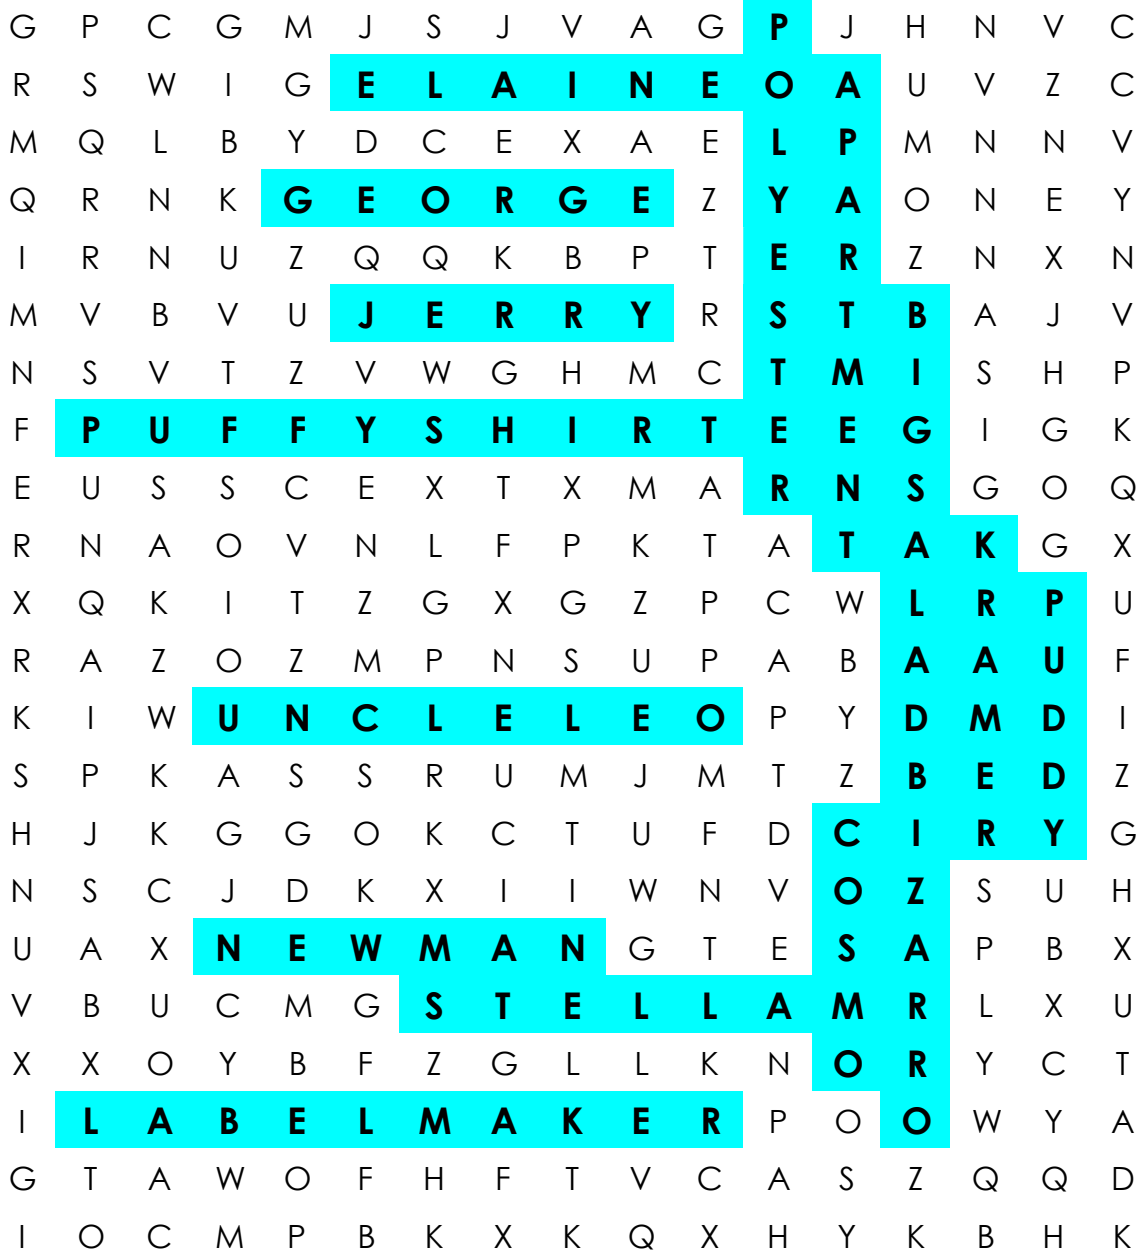 G P C G M J S J V A G P J H N V C
R S W I G E L A I N E O A U V Z C
M Q L B Y D C E X A E L P M N N V
Q R N K G E O R G E Z Y A O N E Y
I R N U Z Q Q K B P T E R Z N X N
M V B V U J E R R Y R S T B A J V
N S V T Z V W G H M C T M I S H P
F P U F F Y S H I R T E E G I G K
E U S S C E X T X M A R N S G O Q
R N A O V N L F P K T A T A K G X
X Q K I T Z G X G Z P C W L R P U
R A Z O Z M P N S U P A B A A U F
K I W U N C L E L E O P Y D M D I
S P K A S S R U M J M T Z B E D Z
H J K G G O K C T U F D C I R Y G
N S C J D K X I I W N V O Z S U H
U A X N E W M A N G T E S A P B X
V B U C M G S T E L L A M R L X U
X X O Y B F Z G L L K N O R Y C T
I L A B E L M A K E R P O O W Y A
G T A W O F H F T V C A S Z Q Q D
I O C M P B K X K Q X H Y K B H K